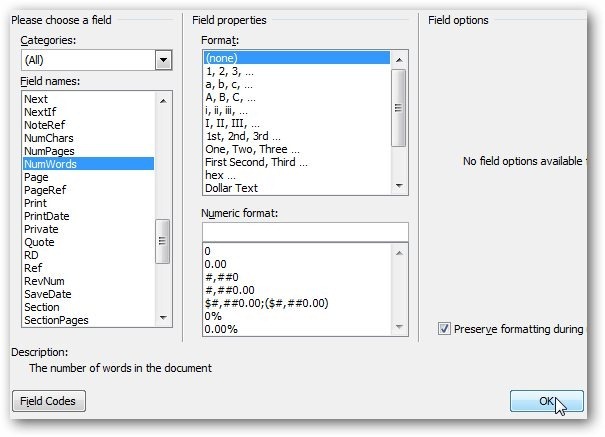 Please choose a field
Categories:
(All)
Field names:
Next
NextIf
NoteRef
NumChars
NumPages
NumWords
Page
PageRef
Print
PrintDate
Private
Quote
RD
Ref
RevNum
SaveDate
Section
SectionPages
Field properties
Format:
(none)
1, 2, 3, ...
a, b, c, ...
A, B, C, ...
i, ii, iii, ...
I, II, III, ...
1st, 2nd, 3rd ...
One, Two, Three ...
First Second, Third ...
hex ...
Dollar Text
Numeric format:
0
0.00
#,##0
#,##0.00
$#,##0.00;($#,##0.00)
0%
0.00%
Field options
No field options available
Preserve formatting during
Description:
The number of words in the document
Field Codes
OK